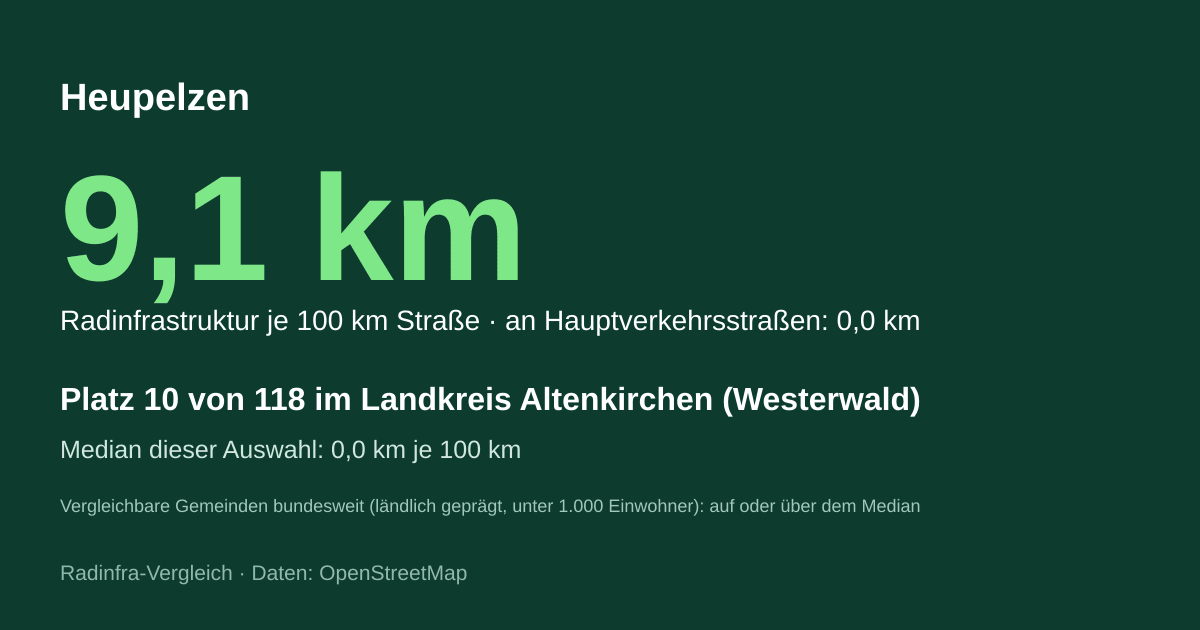 Heupelzen
9,1 km
Radinfrastruktur je 100 km Straße · an Hauptverkehrsstraßen: 0,0 km
Platz 10 von 118 im Landkreis Altenkirchen (Westerwald)
Median dieser Auswahl: 0,0 km je 100 km
Vergleichbare Gemeinden bundesweit (ländlich geprägt, unter 1.000 Einwohner): auf oder über dem Median
Radinfra-Vergleich · Daten: OpenStreetMap